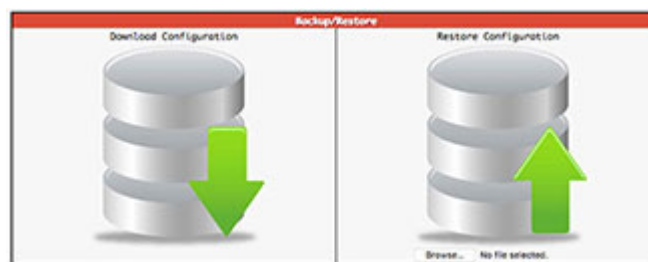 Backup/Restore
Download Configuration
Restore Configuration
Browse... No file selected.